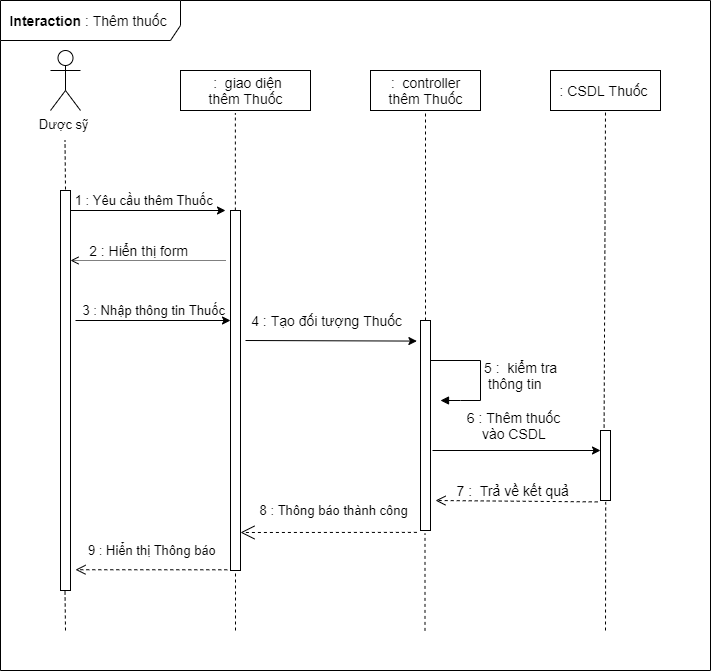 Interaction : Thêm thuốc
Dược sỹ
: giao diện
thêm Thuốc
: controller
thêm Thuốc
: CSDL Thuốc
1 : Yêu cầu thêm Thuốc
2 : Hiển thị form
3 : Nhập thông tin Thuốc
4 : Tạo đối tượng Thuốc
5 : kiểm tra
thông tin
6 : Thêm thuốc
vào CSDL
7 : Trả về kết quả
8 : Thông báo thành công
9 : Hiển thị Thông báo